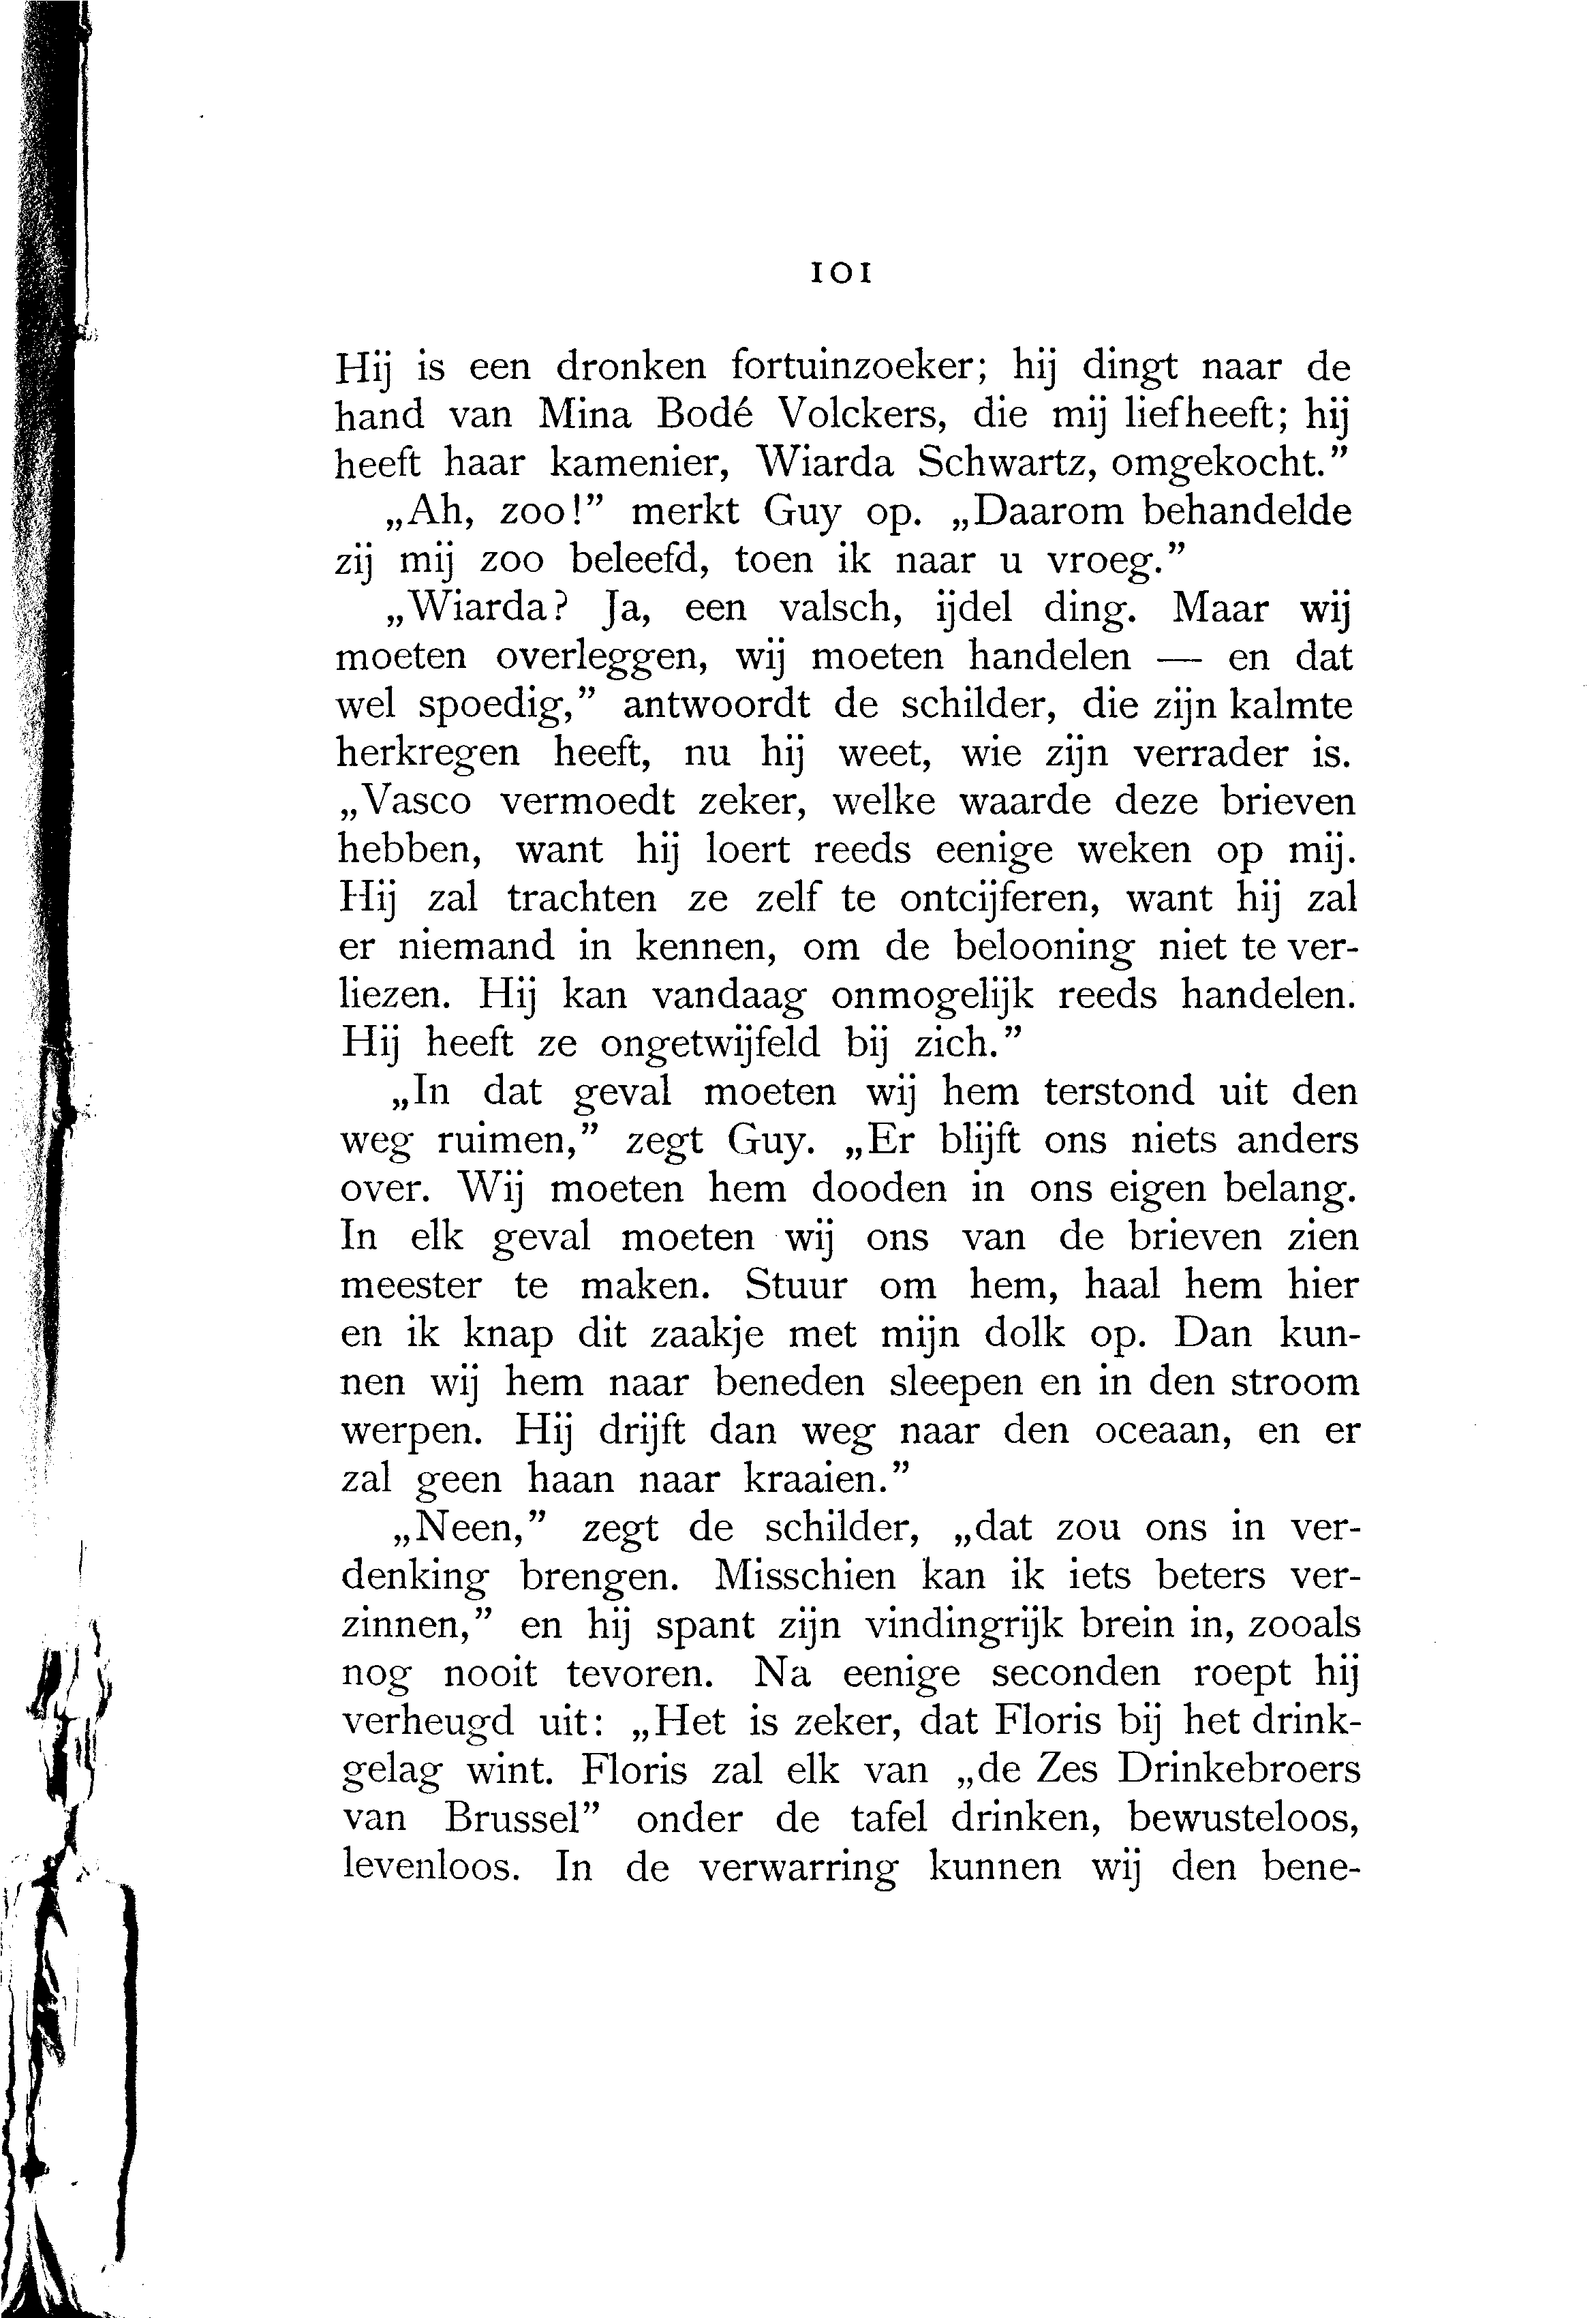 101
Hij is een dronken fortuinzoeker; hij dingt naar de
hand van Mina Bodé Volckers, die mij liefheeft; hij
heeft haar kamenier, Wiarda Schwartz, omgekocht.”
„Ah, zoo!” merkt Guy op. „Daarom behandelde
zij mij zoo beleefd, toen ik naar u vroeg.”
„Wiarda? Ja, een valsch, ijdel ding. Maar wij
moeten overleggen, wij moeten handelen — en dat
wel spoedig,” antwoordt de schilder, die zijn kalmte
herkregen heeft, nu hij weet, wie zijn verrader is.
„Vasco vermoedt zeker, welke waarde deze brieven
hebben, want hij loert reeds eenige weken op mij.
Hij zal trachten ze zelf te ontcijferen, want hij zal
er niemand in kennen, om de belooning niet te ver-
liezen. Hij kan vandaag onmogelijk reeds handelen.
Hij heeft ze ongetwijfeld bij zich.”
„In dat geval moeten wij hem terstond uit den
weg ruimen,” zegt Guy. „Er blijft ons niets anders
over. Wij moeten hem dooden in ons eigen belang.
In elk geval moeten wij ons van de brieven zien
meester te maken. Stuur om hem, haal hem hier
en ik knap dit zaakje met mijn dolk op. Dan kun-
nen wij hem naar beneden sleepen en in den stroom
werpen. Hij drijft dan weg naar den oceaan, en er
zal geen haan naar kraaien.”
„Neen,” zegt de schilder, „dat zou ons in ver-
denking brengen. Misschien kan ik iets beters ver-
zinnen,” en hij spant zijn vindingrijk brein in, zooals
nog nooit tevoren. Na eenige seconden roept hij
verheugd uit: „Het is zeker, dat Floris bij het drink-
gelag wint. Floris zal elk van „de Zes Drinkebroers
van Brussel” onder de tafel drinken, bewusteloos,
levenloos. In de verwarring kunnen wij den bene-